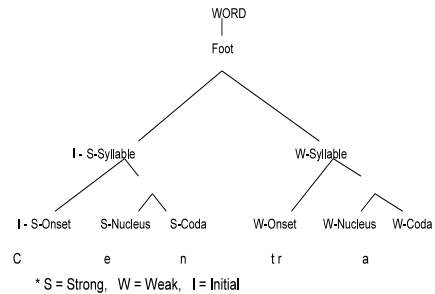 WORD
Foot
I - S-Syllable W-Syllable
I - S-Onset S-Nucleus S-Coda W-Onset W-Nucleus W-Coda
C e n t r a
* S = Strong, W = Weak, I = Initial